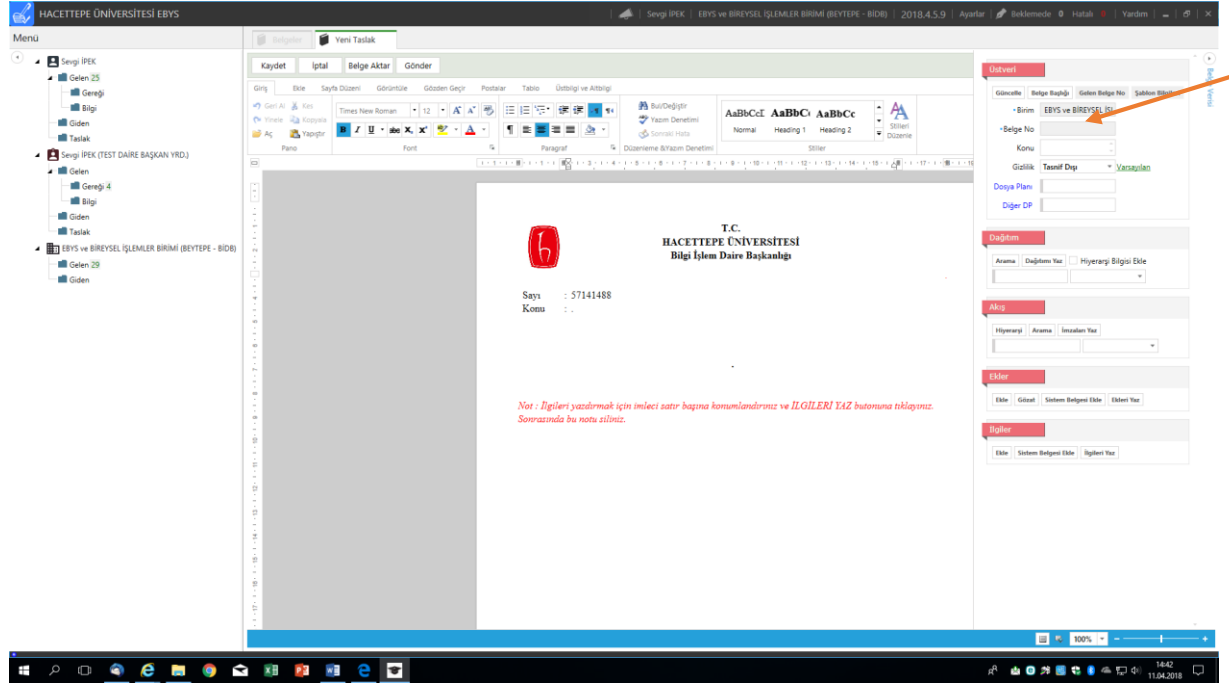 HACETTEPE ÜNİVERSİTESİ EBYS
Sevgi İPEK | EBYS ve BİREYSEL İŞLEMLER BİRİMİ (BEYTEPE - BİDB) | 2018.4.5.9 | Ayarlar | Beklemede 0 Hatalı | Yardım
Menü
Belgeler
Yeni Taslak
Sevgi İPEK
Gelen 25
Gereği
Bilgi
Giden
Taslak
Sevgi İPEK (TEST DAİRE BAŞKAN YRD.)
Gelen
Gereği 4
Bilgi
Giden
Taslak
EBYS ve BİREYSEL İŞLEMLER BİRİMİ (BEYTEPE - BİDB)
Gelen 29
Giden
Kaydet İptal Belge Aktar Gönder
Giriş Ekle Sayfa Düzeni Görüntüle Gözden Geçir Postalar Tablo Üstbilgi ve Altbilgi
Geri Al Kes
Yinele Kopyala
Aç Yapıştır
Pano
Times New Roman 12
Font
Paragraf
Bul/Değiştir
Yazım Denetimi
Sonraki Hata
Düzenleme &Yazım Denetimi
AaBbCcI AaBbC AaBbCc
Normal Heading 1 Heading 2
Stilleri Düzenle
Stiller
T.C.
HACETTEPE ÜNİVERSİTESİ
Bilgi İşlem Daire Başkanlığı
Sayı : 57141488
Konu : .
Not : İlgileri yazdırmak için imleci satır başına konumlandırınız ve İLGİLERİ YAZ butonuna tıklayınız.
Sonrasında bu notu siliniz.
Üstveri
Güncelle Belge Başlığı Gelen Belge No Şablon Bilgileri
*Birim EBYS ve BİREYSEL İŞL
*Belge No
Konu
Gizlilik Tasnif Dışı Varsayılan
Dosya Planı
Diğer DP
Dağıtım
Arama Dağıtımı Yaz Hiyerarşi Bilgisi Ekle
Akış
Hiyerarşi Arama İmzaları Yaz
Ekler
Ekle Gözat Sistem Belgesi Ekle Ekleri Yaz
İlgiler
Ekle Sistem Belgesi Ekle İlgileri Yaz
Verisi
100%
14:42
11.04.2018